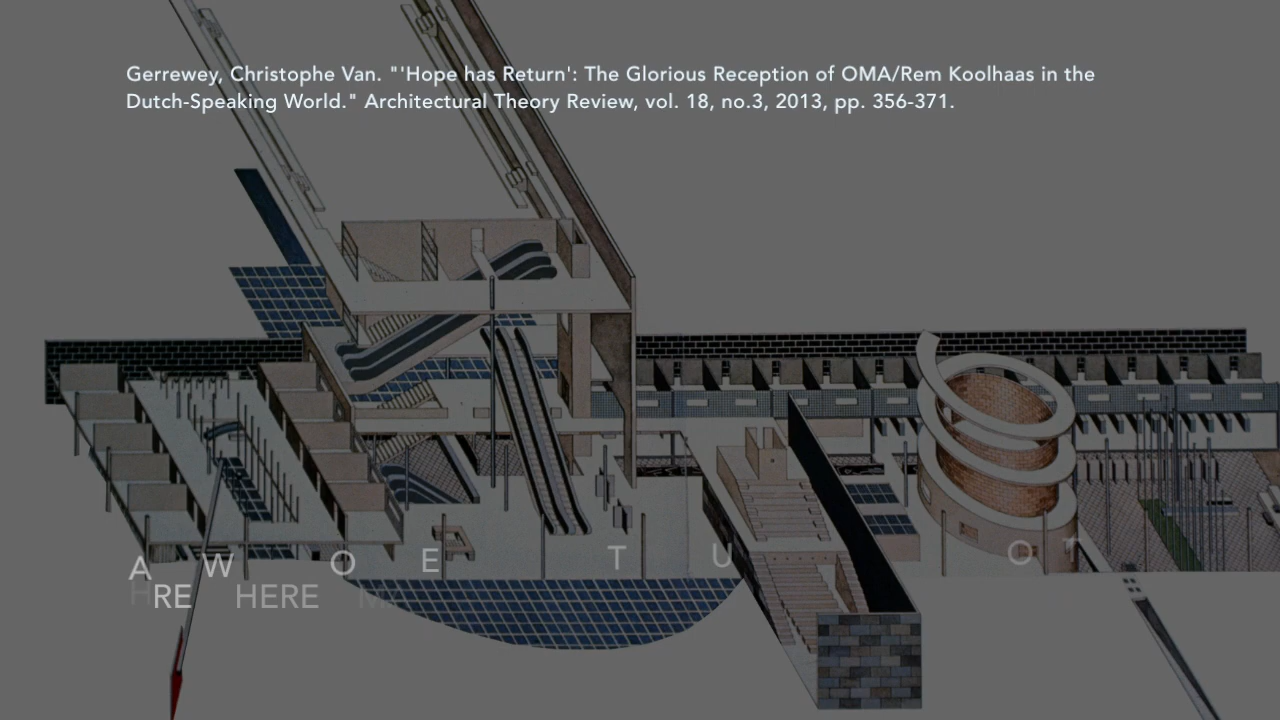 Gerrewey, Christophe Van. "'Hope has Return': The Glorious Reception of OMA/Rem Koolhaas in the
Dutch-Speaking World." Architectural Theory Review, vol. 18, no.3, 2013, pp. 356-371.
A W O E T U O
HRE HERE